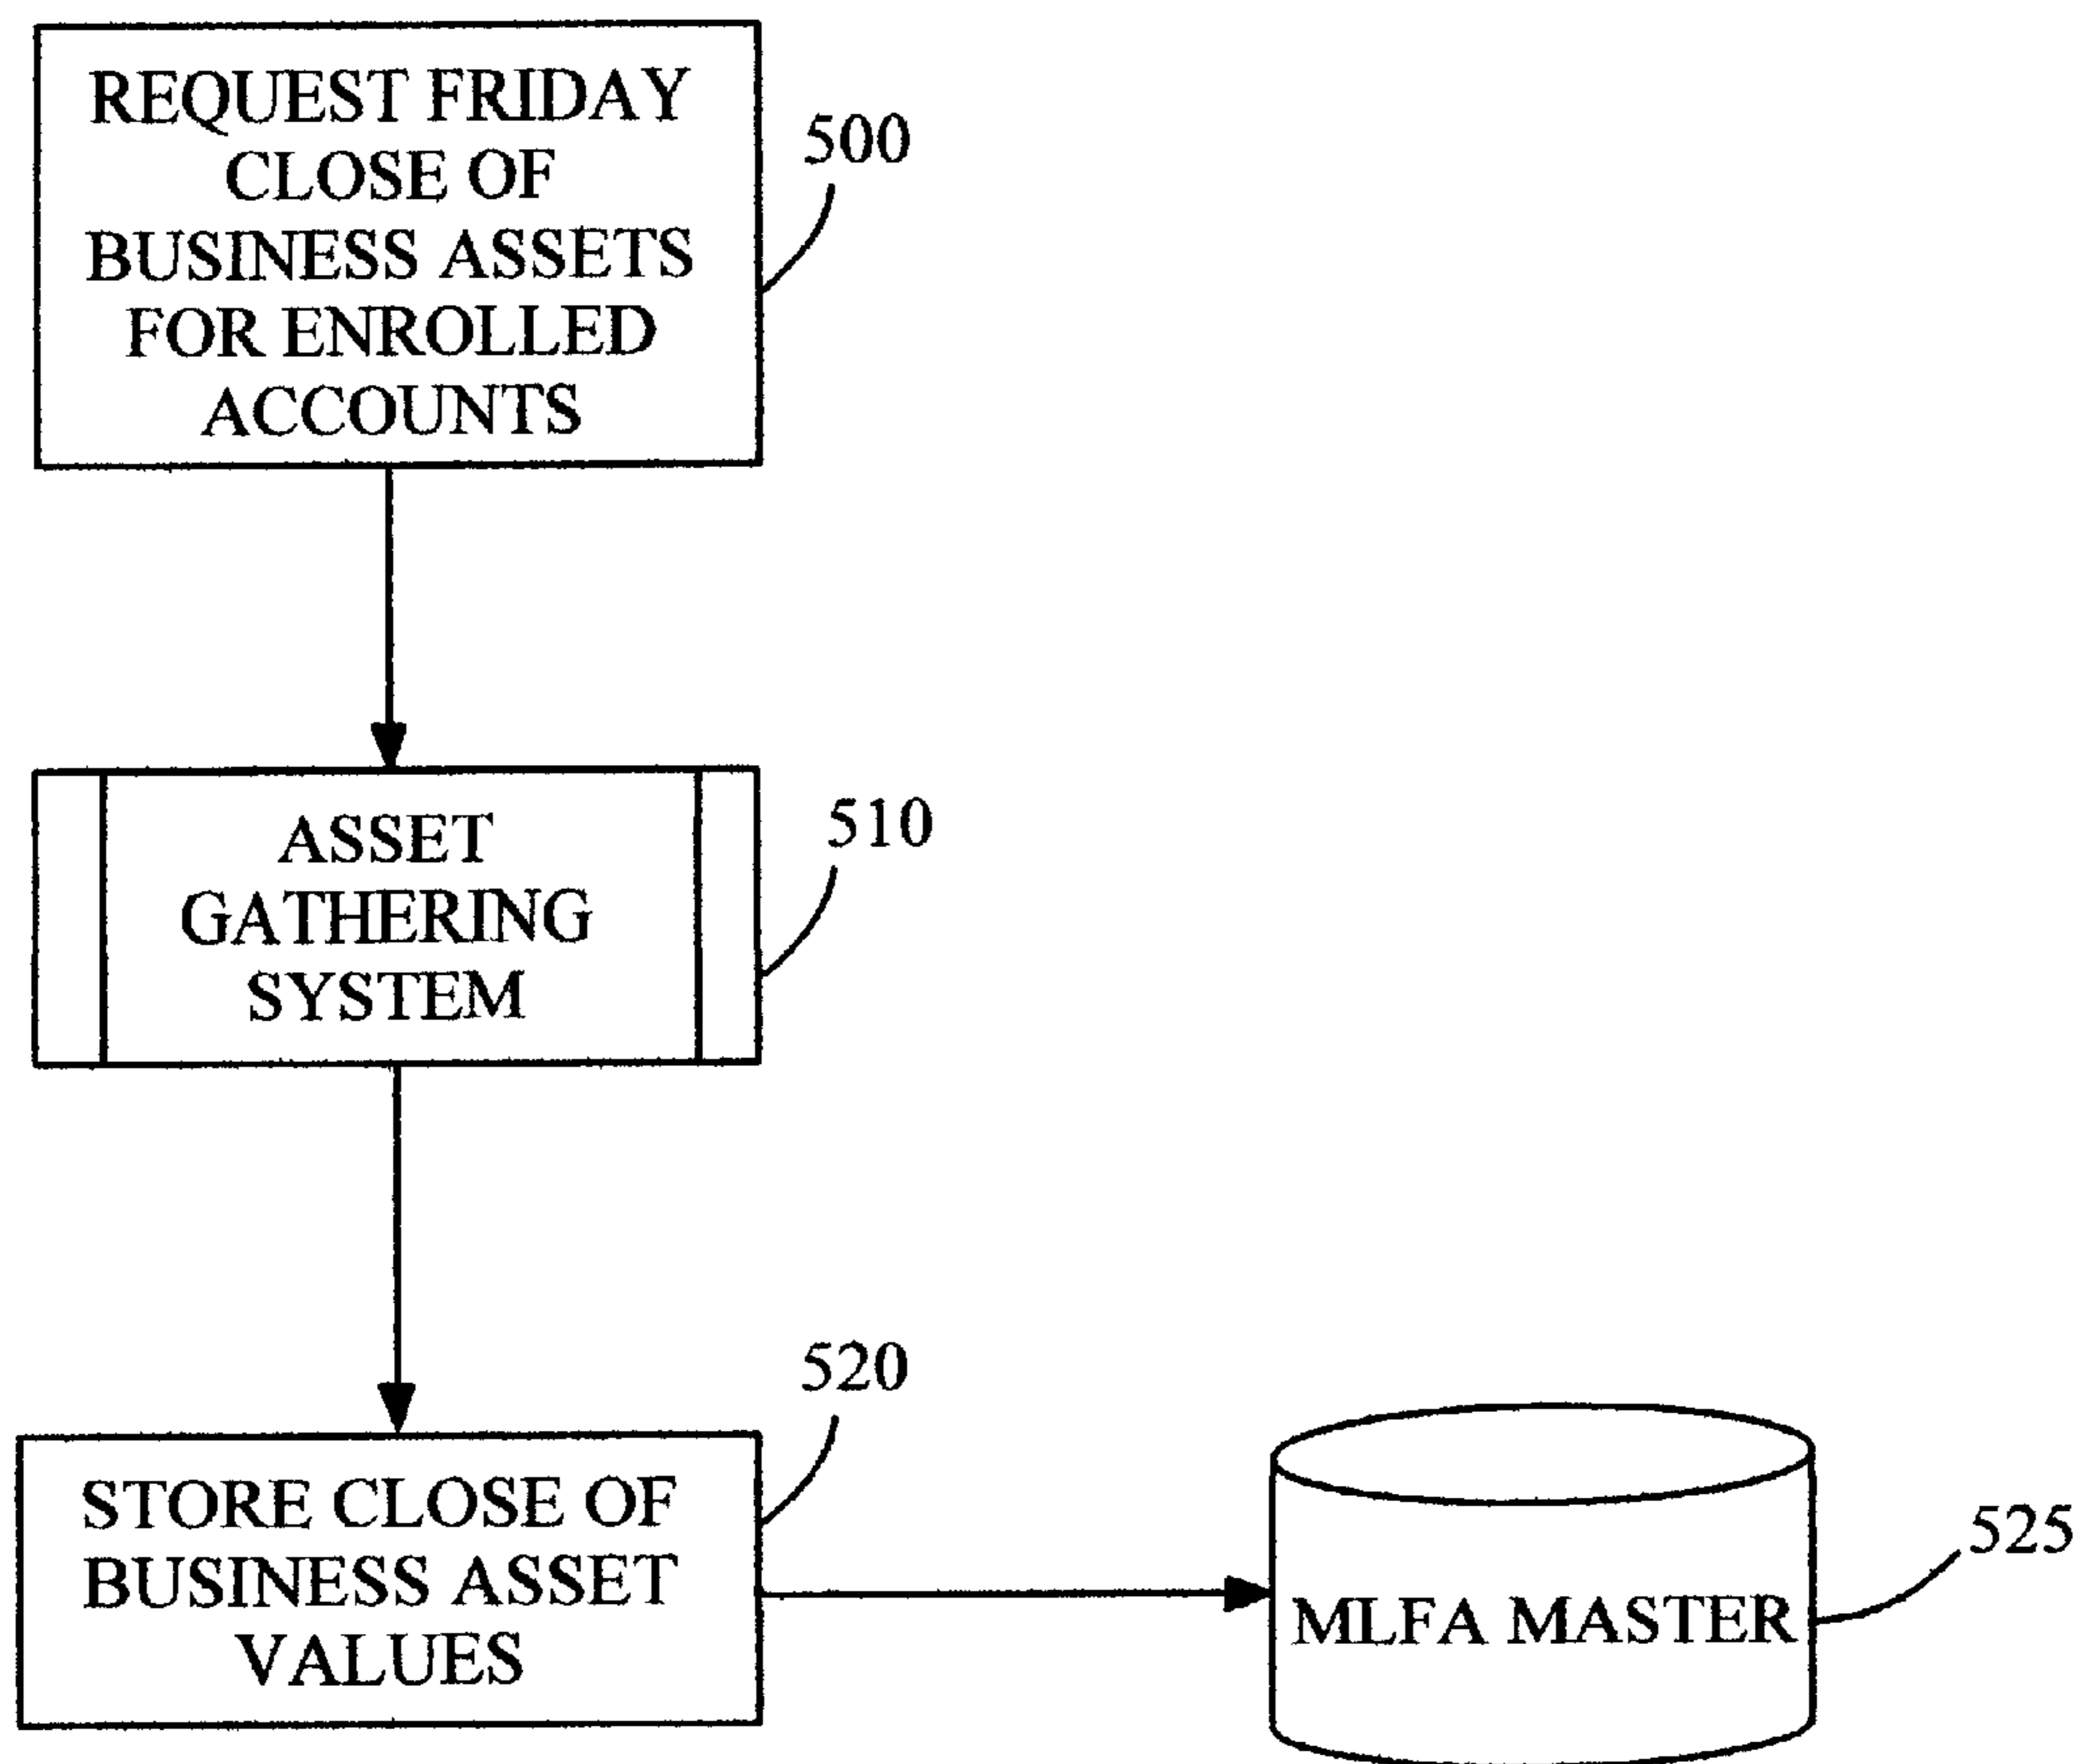 REQUEST FRIDAY
CLOSE OF
BUSINESS ASSETS
FOR ENROLLED
ACCOUNTS
500
ASSET
GATHERING
SYSTEM
510
STORE CLOSE OF
BUSINESS ASSET
VALUES
520
MLFA MASTER
525